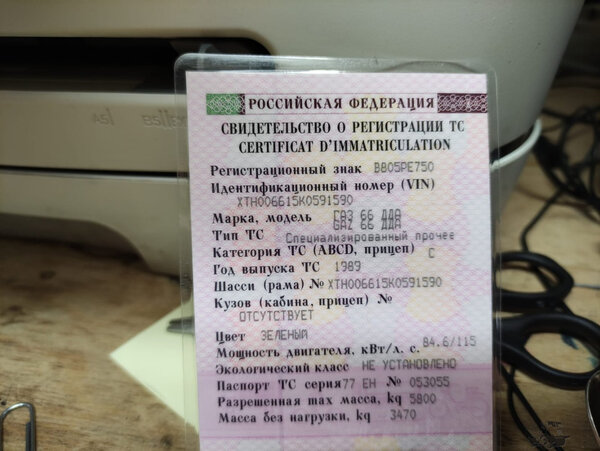 РОССИЙСКАЯ ФЕДЕРАЦИЯ
СВИДЕТЕЛЬСТВО О РЕГИСТРАЦИИ ТС
CERTIFICAT D'IMMATRICULATION
Регистрационный знак В805РЕ750
Идентификационный номер (VIN)
XTH006615K0591590
Марка, модель ГАЗ 66 ДДА
GAZ 66 ДДА
Тип ТС Специализированный прочее
Категория ТС (ABCD, прицеп) C
Год выпуска ТС 1989
Шасси (рама) № XTH006615K0591590
Кузов (кабина, прицеп) №
ОТСУТСТВУЕТ
Цвет ЗЕЛЕНЫЙ
Мощность двигателя, кВт/л. с. 84.6/115
Экологический класс НЕ УСТАНОВЛЕНО
Паспорт ТС серия 77 ЕН № 053055
Разрешенная max масса, kg 5800
Масса без нагрузки, kg 3470